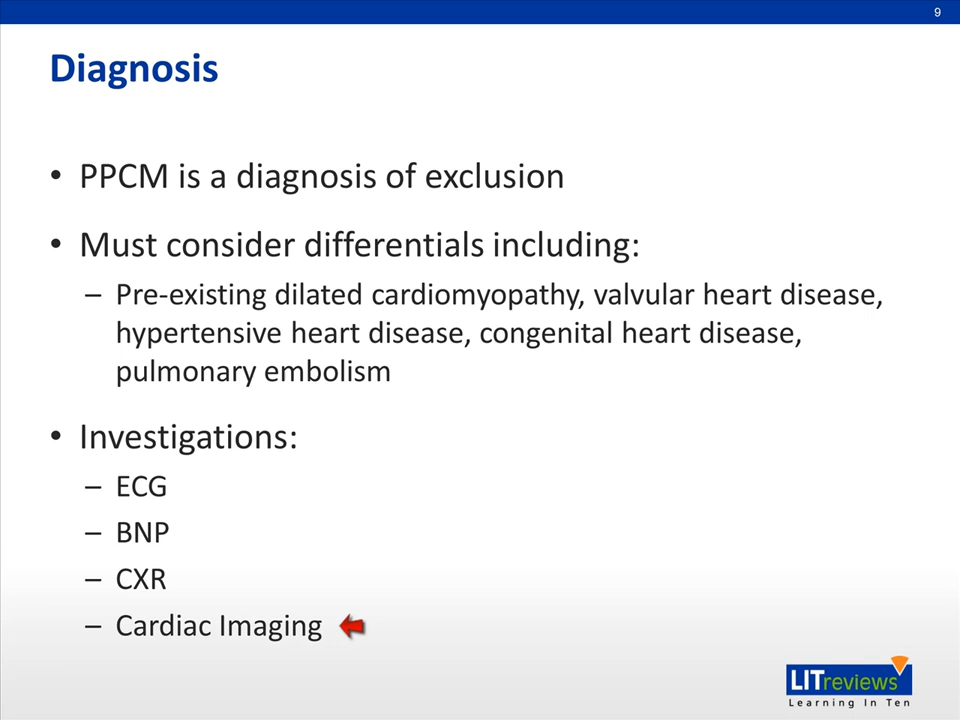 9
Diagnosis
• PPCM is a diagnosis of exclusion
• Must consider differentials including:
– Pre-existing dilated cardiomyopathy, valvular heart disease,
hypertensive heart disease, congenital heart disease,
pulmonary embolism
• Investigations:
– ECG
– BNP
– CXR
– Cardiac Imaging
LITreviews
Learning In Ten